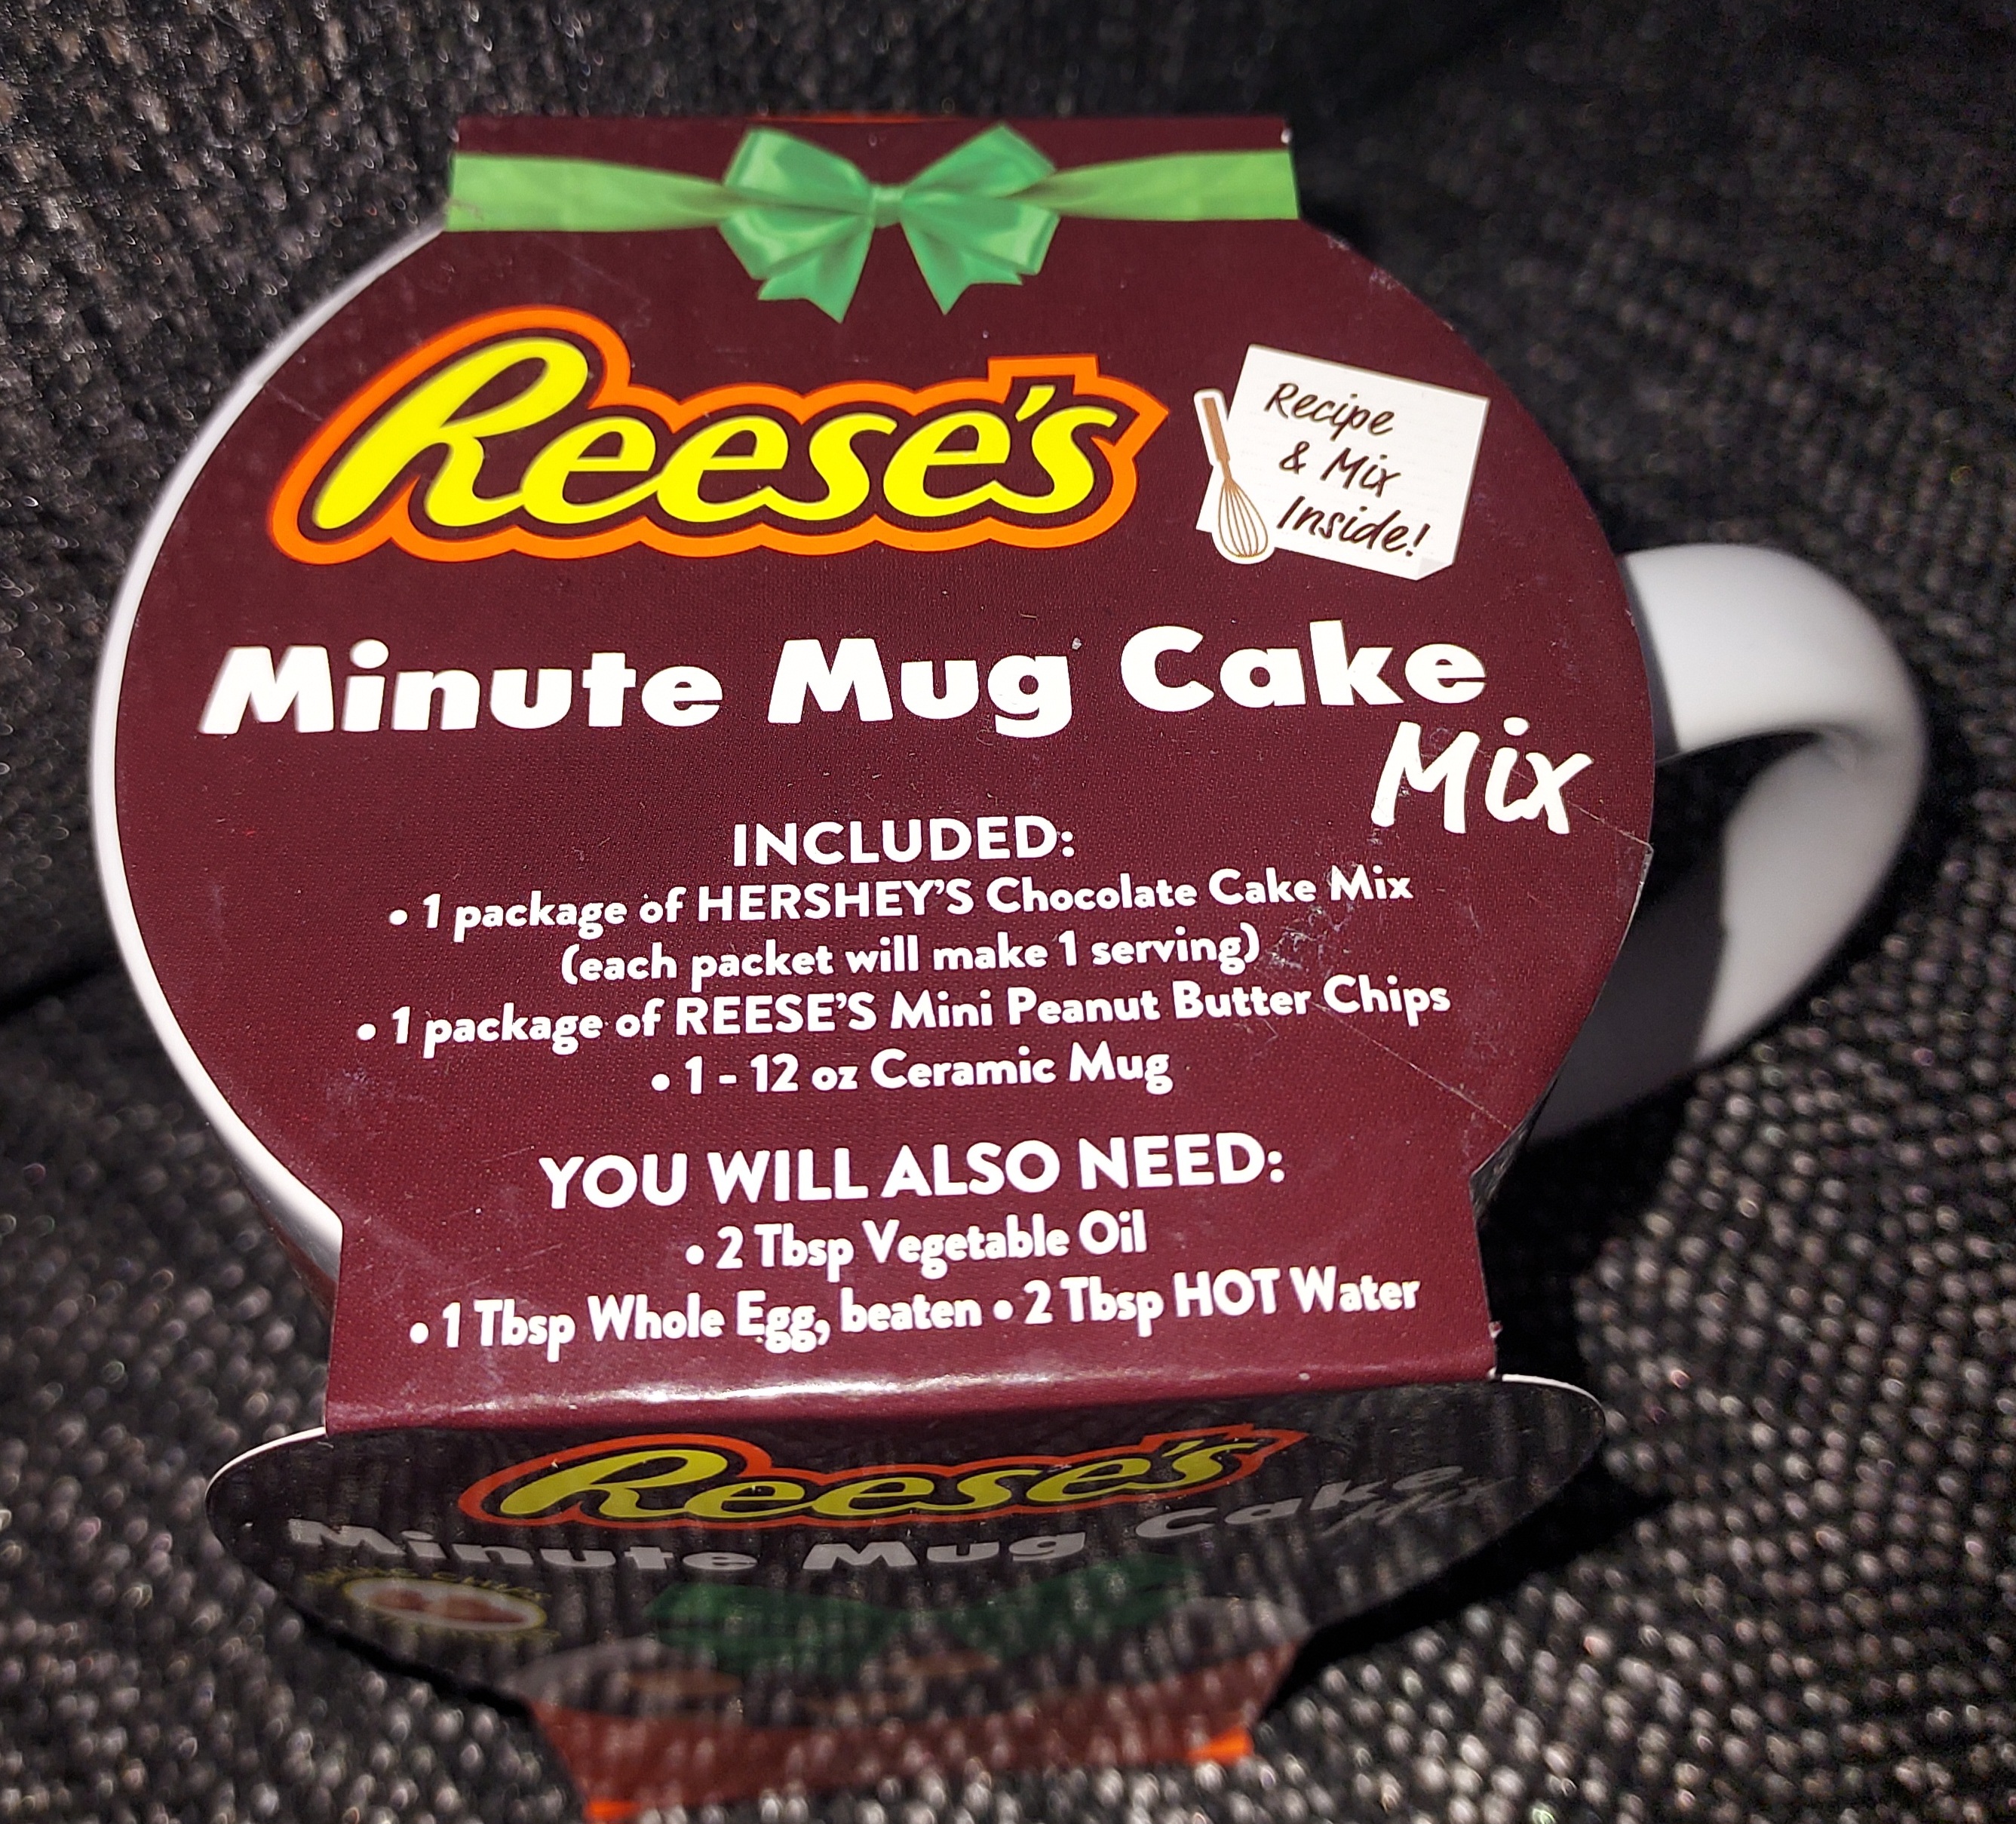 Reese's
Recipe
& Mix
Inside!
Minute Mug Cake
Mix
INCLUDED:
• 1 package of HERSHEY'S Chocolate Cake Mix
(each packet will make 1 serving)
• 1 package of REESE'S Mini Peanut Butter Chips
• 1 - 12 oz Ceramic Mug
YOU WILL ALSO NEED:
• 2 Tbsp Vegetable Oil
• 1 Tbsp Whole Egg, beaten • 2 Tbsp HOT Water
Reese's
Minute Mug Cake
Mix